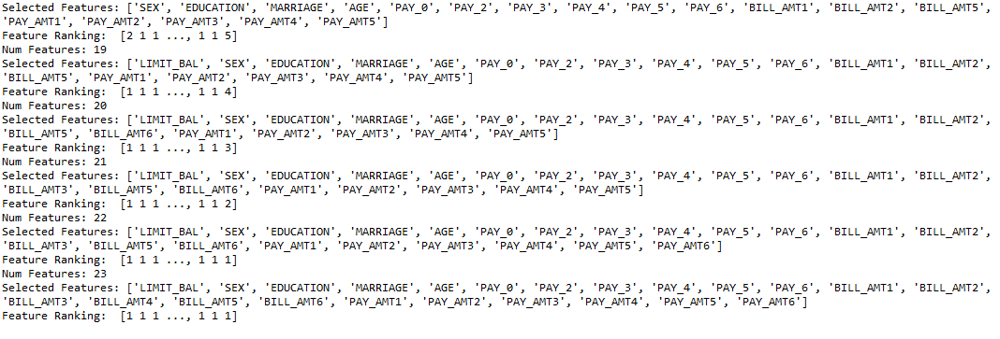 Selected Features: ['SEX', 'EDUCATION', 'MARRIAGE', 'AGE', 'PAY_0', 'PAY_2', 'PAY_3', 'PAY_4', 'PAY_5', 'PAY_6', 'BILL_AMT1', 'BILL_AMT2', 'BILL_AMT5',
'PAY_AMT1', 'PAY_AMT2', 'PAY_AMT3', 'PAY_AMT4', 'PAY_AMT5']
Feature Ranking:  [2 1 1 ..., 1 1 5]
Num Features: 19
Selected Features: ['LIMIT_BAL', 'SEX', 'EDUCATION', 'MARRIAGE', 'AGE', 'PAY_0', 'PAY_2', 'PAY_3', 'PAY_4', 'PAY_5', 'PAY_6', 'BILL_AMT1', 'BILL_AMT2',
'BILL_AMT5', 'PAY_AMT1', 'PAY_AMT2', 'PAY_AMT3', 'PAY_AMT4', 'PAY_AMT5']
Feature Ranking:  [1 1 1 ..., 1 1 4]
Num Features: 20
Selected Features: ['LIMIT_BAL', 'SEX', 'EDUCATION', 'MARRIAGE', 'AGE', 'PAY_0', 'PAY_2', 'PAY_3', 'PAY_4', 'PAY_5', 'PAY_6', 'BILL_AMT1', 'BILL_AMT2',
'BILL_AMT5', 'BILL_AMT6', 'PAY_AMT1', 'PAY_AMT2', 'PAY_AMT3', 'PAY_AMT4', 'PAY_AMT5']
Feature Ranking:  [1 1 1 ..., 1 1 3]
Num Features: 21
Selected Features: ['LIMIT_BAL', 'SEX', 'EDUCATION', 'MARRIAGE', 'AGE', 'PAY_0', 'PAY_2', 'PAY_3', 'PAY_4', 'PAY_5', 'PAY_6', 'BILL_AMT1', 'BILL_AMT2',
'BILL_AMT3', 'BILL_AMT5', 'BILL_AMT6', 'PAY_AMT1', 'PAY_AMT2', 'PAY_AMT3', 'PAY_AMT4', 'PAY_AMT5']
Feature Ranking:  [1 1 1 ..., 1 1 2]
Num Features: 22
Selected Features: ['LIMIT_BAL', 'SEX', 'EDUCATION', 'MARRIAGE', 'AGE', 'PAY_0', 'PAY_2', 'PAY_3', 'PAY_4', 'PAY_5', 'PAY_6', 'BILL_AMT1', 'BILL_AMT2',
'BILL_AMT3', 'BILL_AMT5', 'BILL_AMT6', 'PAY_AMT1', 'PAY_AMT2', 'PAY_AMT3', 'PAY_AMT4', 'PAY_AMT5', 'PAY_AMT6']
Feature Ranking:  [1 1 1 ..., 1 1 1]
Num Features: 23
Selected Features: ['LIMIT_BAL', 'SEX', 'EDUCATION', 'MARRIAGE', 'AGE', 'PAY_0', 'PAY_2', 'PAY_3', 'PAY_4', 'PAY_5', 'PAY_6', 'BILL_AMT1', 'BILL_AMT2',
'BILL_AMT3', 'BILL_AMT4', 'BILL_AMT5', 'BILL_AMT6', 'PAY_AMT1', 'PAY_AMT2', 'PAY_AMT3', 'PAY_AMT4', 'PAY_AMT5', 'PAY_AMT6']
Feature Ranking:  [1 1 1 ..., 1 1 1]